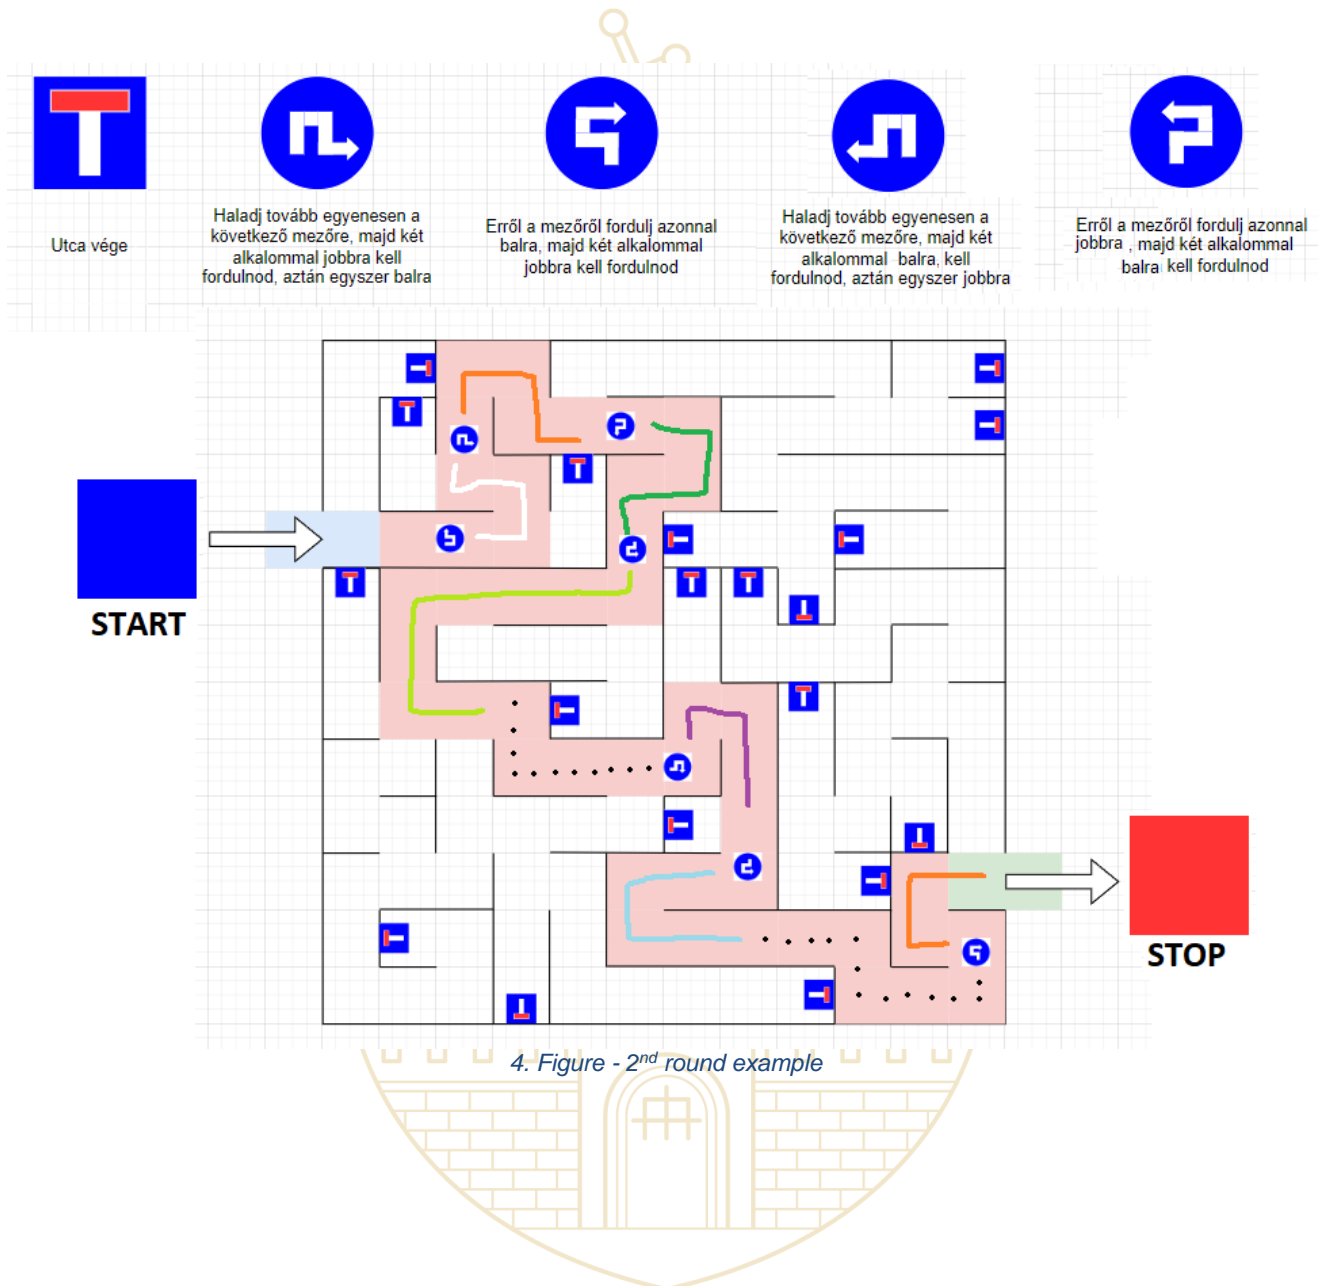 Utca vége
Haladj tovább egyenesen a
következő mezőre, majd két
alkalommal jobbra kell
fordulnod, aztán egyszer balra
Erről a mezőről fordulj azonnal
balra, majd két alkalommal
jobbra kell fordulnod
Haladj tovább egyenesen a
következő mezőre, majd két
alkalommal balra, kell
fordulnod, aztán egyszer jobbra
Erről a mezőről fordulj azonnal
jobbra , majd két alkalommal
balra kell fordulnod
START
STOP
4. Figure - 2nd round example